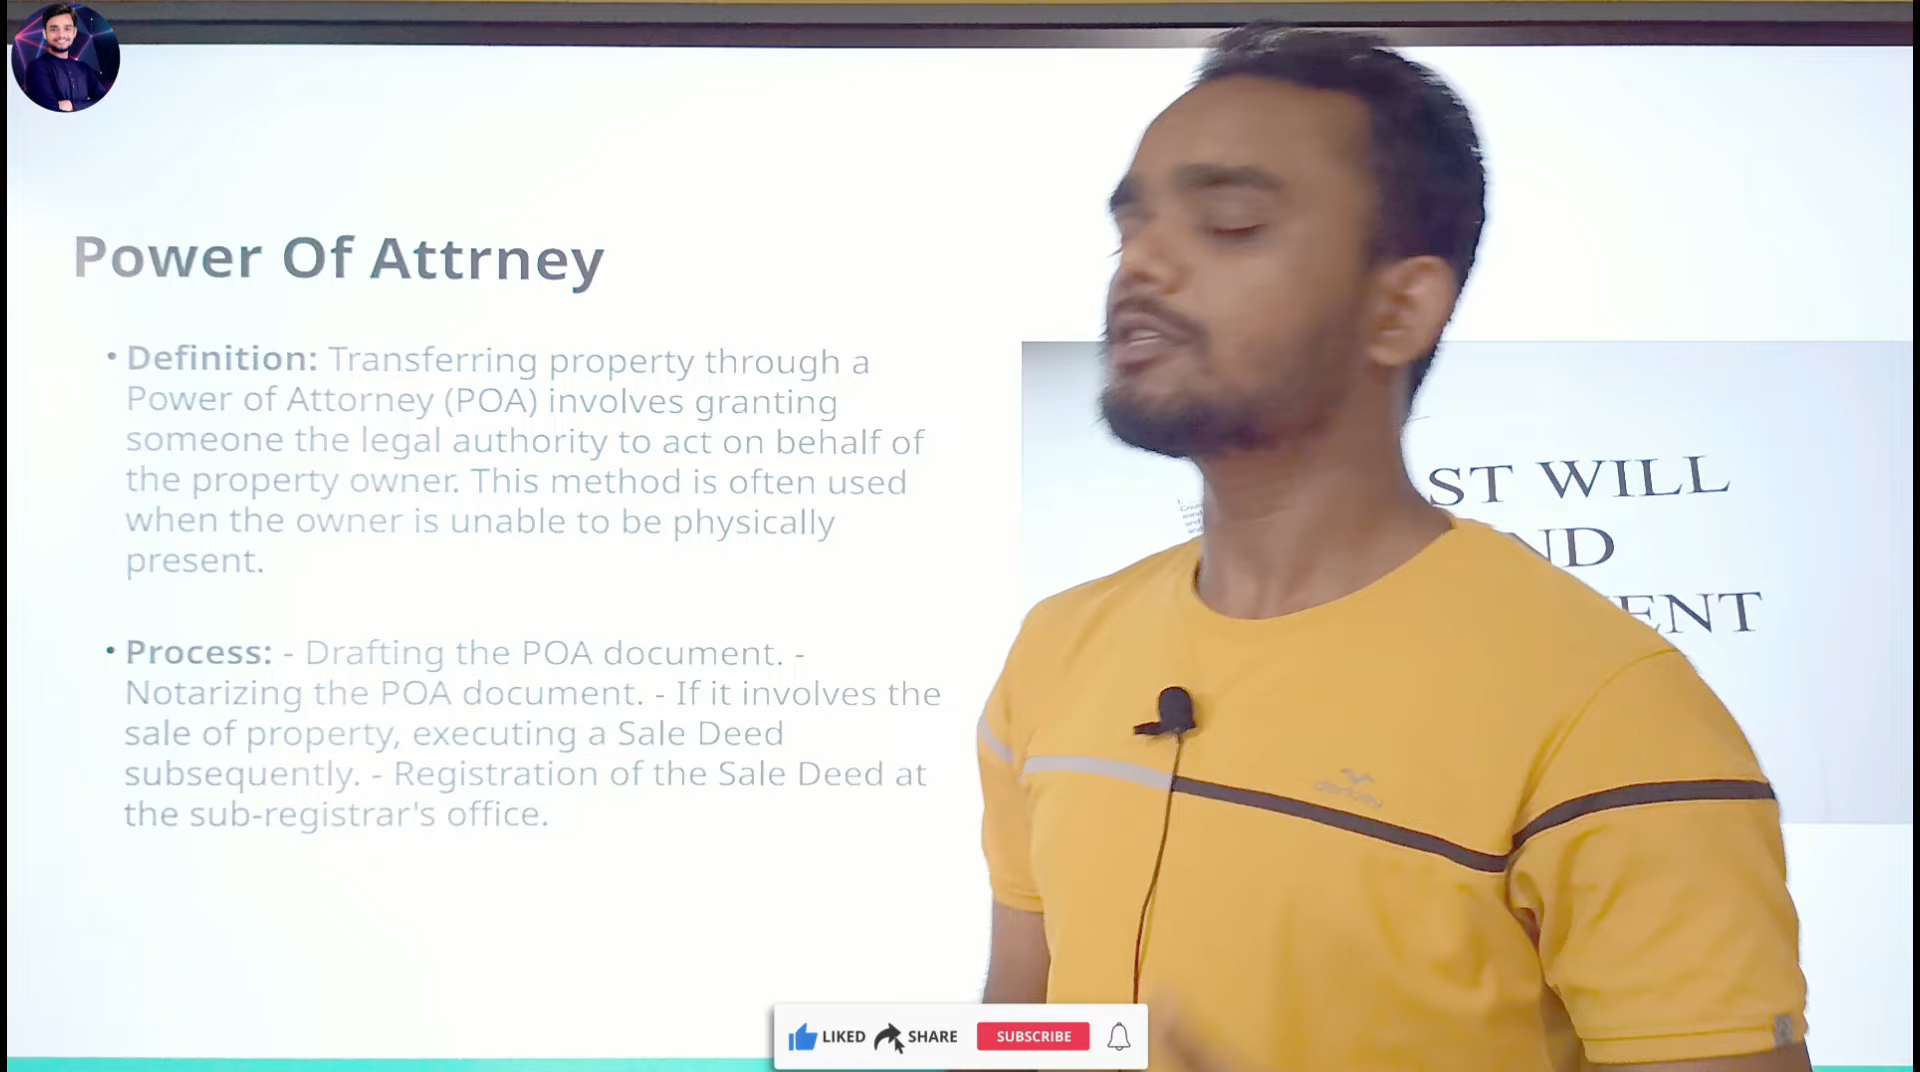 Power Of Attrney
• Definition: Transferring property through a
Power of Attorney (POA) involves granting
someone the legal authority to act on behalf of
the property owner. This method is often used
when the owner is unable to be physically
present.
• Process: - Drafting the POA document. -
Notarizing the POA document. - If it involves the
sale of property, executing a Sale Deed
subsequently. - Registration of the Sale Deed at
the sub-registrar's office.
ST WILL
ND
ENT
LIKED SHARE SUBSCRIBE